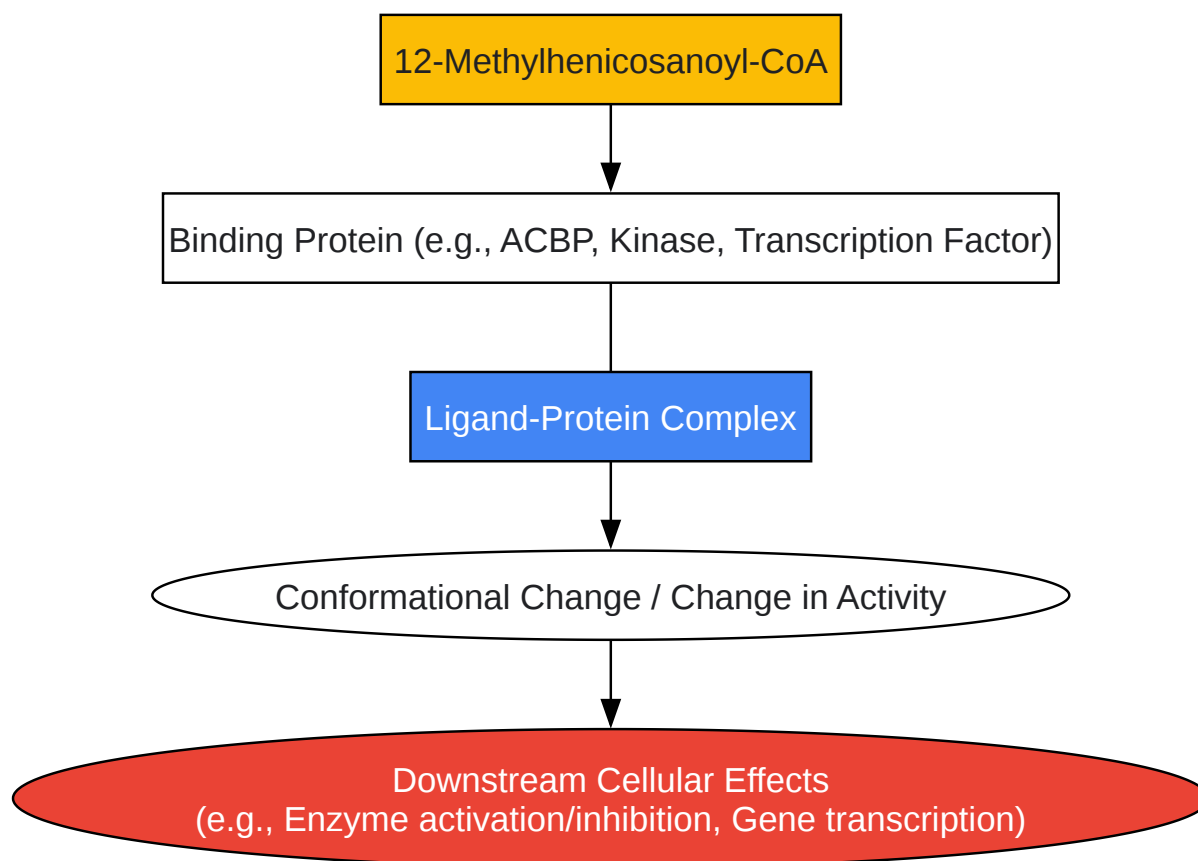 12-Methylhenicosanoyl-CoA
Binding Protein (e.g., ACBP, Kinase, Transcription Factor)
Ligand-Protein Complex
Conformational Change / Change in Activity
Downstream Cellular Effects
(e.g., Enzyme activation/inhibition, Gene transcription)